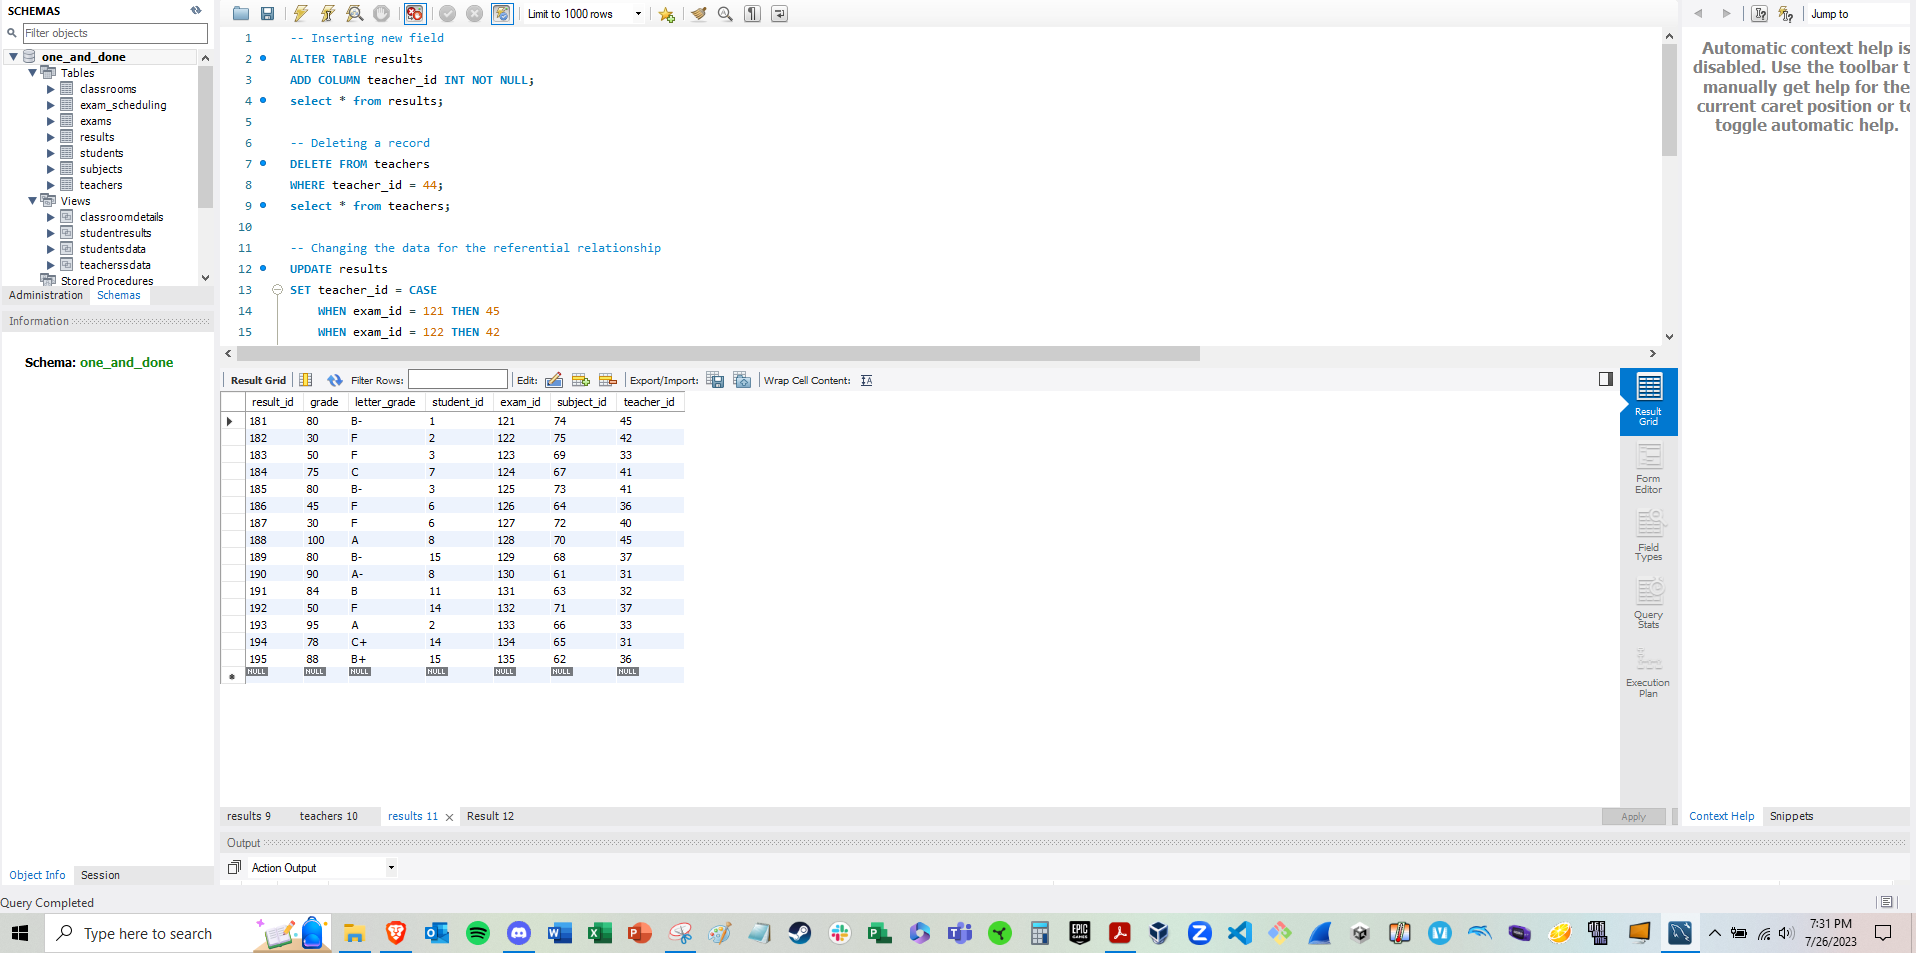 SCHEMAS
Filter objects
one_and_done
Tables
classrooms
exam_scheduling
exams
results
students
subjects
teachers
Views
classroomdetails
studentresults
studentsdata
teacherssdata
Stored Procedures
Administration Schemas
Information
Schema: one_and_done
Object Info Session
Query Completed
Limit to 1000 rows
1 -- Inserting new field
2 ALTER TABLE results
3 ADD COLUMN teacher_id INT NOT NULL;
4 select * from results;
5
6 -- Deleting a record
7 DELETE FROM teachers
8 WHERE teacher_id = 44;
9 select * from teachers;
10
11 -- Changing the data for the referential relationship
12 UPDATE results
13 SET teacher_id = CASE
14 WHEN exam_id = 121 THEN 45
15 WHEN exam_id = 122 THEN 42
Result Grid Filter Rows: Edit: Export/Import: Wrap Cell Content: IA
result_id grade letter_grade student_id exam_id subject_id teacher_id
181 80 B- 1 121 74 45
182 30 F 2 122 75 42
183 50 F 3 123 69 33
184 75 C 7 124 67 41
185 80 B- 3 125 73 41
186 45 F 6 126 64 36
187 30 F 6 127 72 40
188 100 A 8 128 70 45
189 80 B- 15 129 68 37
190 90 A- 8 130 61 31
191 84 B 11 131 63 32
192 50 F 14 132 71 37
193 95 A 2 133 66 33
194 78 C+ 14 134 65 31
195 88 B+ 15 135 62 36
NULL NULL NULL NULL NULL NULL NULL
Result
Grid
Form
Editor
Field
Types
Query
Stats
Execution
Plan
results 9 teachers 10 results 11 Result 12
Apply
Output
Action Output
Jump to
Automatic context help is
disabled. Use the toolbar t
manually get help for the
current caret position or to
toggle automatic help.
Context Help Snippets
Type here to search
EPIC
GAMES
7:31 PM
7/26/2023